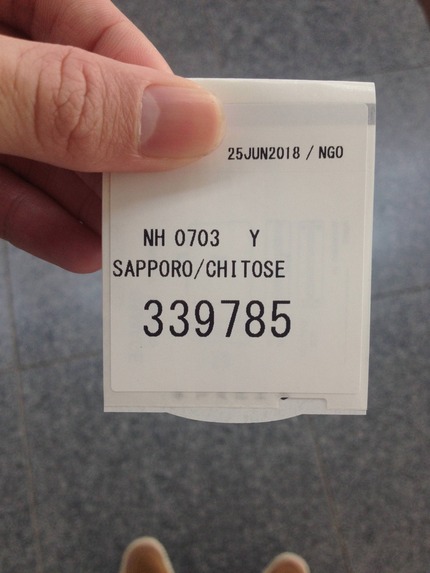 25JUN2018 / NGO
NH 0703 Y
SAPPORO/CHITOSE
339785